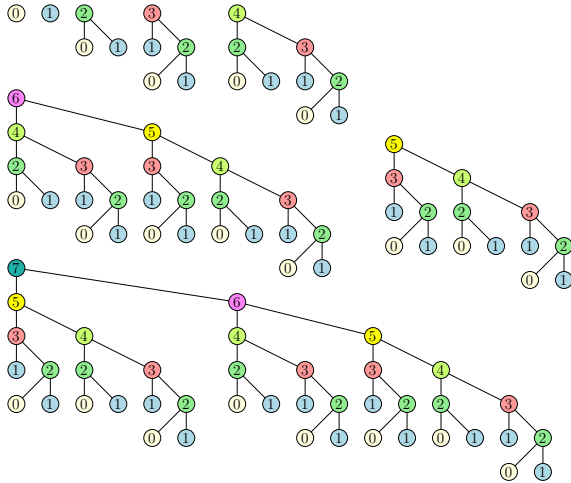 0 1 2 3 4
0 1 1 2 2 3
0 1 0 1 1 2
0 1
6
4 5
2 3 3 4
0 1 1 2 1 2 2 3
0 1 0 1 0 1 1 2
0 1
5
3 4
1 2 2 3
0 1 0 1 1 2
0 1
7
5 6
3 4 4 5
1 2 2 3 2 3 3 4
0 1 0 1 1 2 0 1 1 2 1 2 2 3
0 1 0 1 0 1 0 1 1 2
0 1